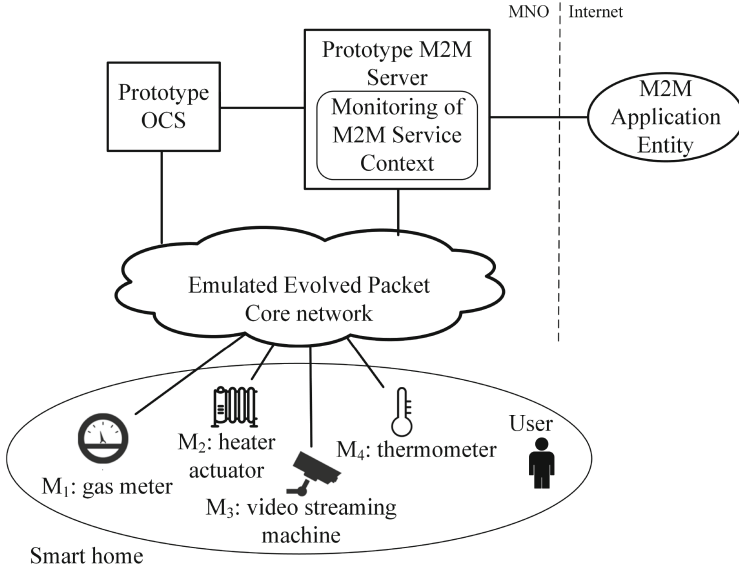 MNO
Internet
Prototype M2M
Server
Monitoring of
M2M Service
Context
Prototype
OCS
M2M
Application
Entity
Emulated Evolved Packet
Core network
M₁: gas meter
M₂: heater
actuator
M₃: video streaming
machine
M₄: thermometer
User
Smart home